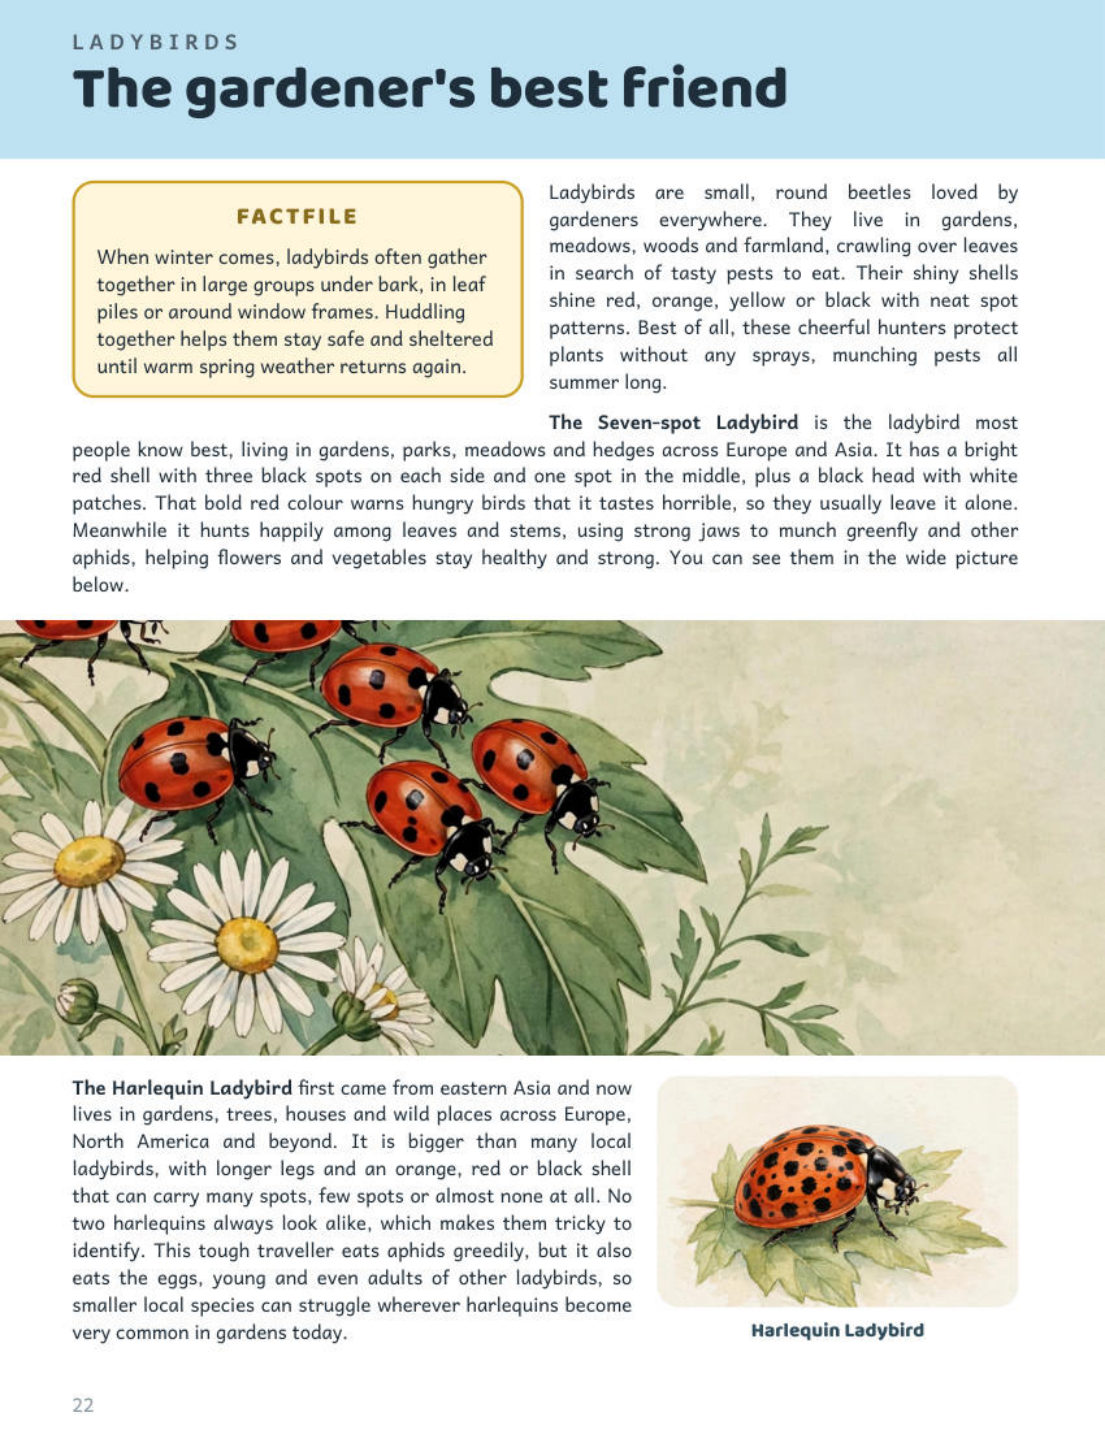 LADYBIRDS
The gardener's best friend
FACTFILE
When winter comes, ladybirds often gather
together in large groups under bark, in leaf
piles or around window frames. Huddling
together helps them stay safe and sheltered
until warm spring weather returns again.
Ladybirds are small, round beetles loved by
gardeners everywhere. They live in gardens,
meadows, woods and farmland, crawling over leaves
in search of tasty pests to eat. Their shiny shells
shine red, orange, yellow or black with neat spot
patterns. Best of all, these cheerful hunters protect
plants without any sprays, munching pests all
summer long.
The Seven-spot Ladybird is the ladybird most
people know best, living in gardens, parks, meadows and hedges across Europe and Asia. It has a bright
red shell with three black spots on each side and one spot in the middle, plus a black head with white
patches. That bold red colour warns hungry birds that it tastes horrible, so they usually leave it alone.
Meanwhile it hunts happily among leaves and stems, using strong jaws to munch greenfly and other
aphids, helping flowers and vegetables stay healthy and strong. You can see them in the wide picture
below.
The Harlequin Ladybird first came from eastern Asia and now
lives in gardens, trees, houses and wild places across Europe,
North America and beyond. It is bigger than many local
ladybirds, with longer legs and an orange, red or black shell
that can carry many spots, few spots or almost none at all. No
two harlequins always look alike, which makes them tricky to
identify. This tough traveller eats aphids greedily, but it also
eats the eggs, young and even adults of other ladybirds, so
smaller local species can struggle wherever harlequins become
very common in gardens today.
Harlequin Ladybird
22